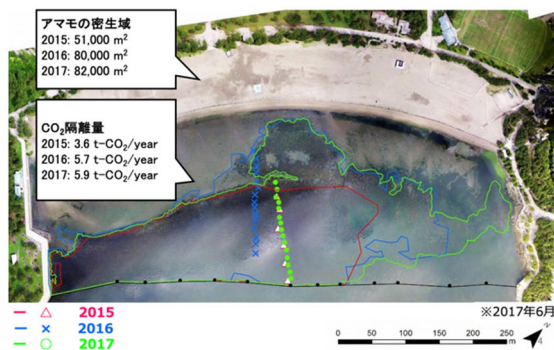 アマモの密生域
2015: 51,000 m²
2016: 80,000 m²
2017: 82,000 m²
CO₂隔離量
2015: 3.6 t-CO₂/year
2016: 5.7 t-CO₂/year
2017: 5.9 t-CO₂/year
2015
2016
2017
※2017年6月
0 50 100 150 200 250 m
N